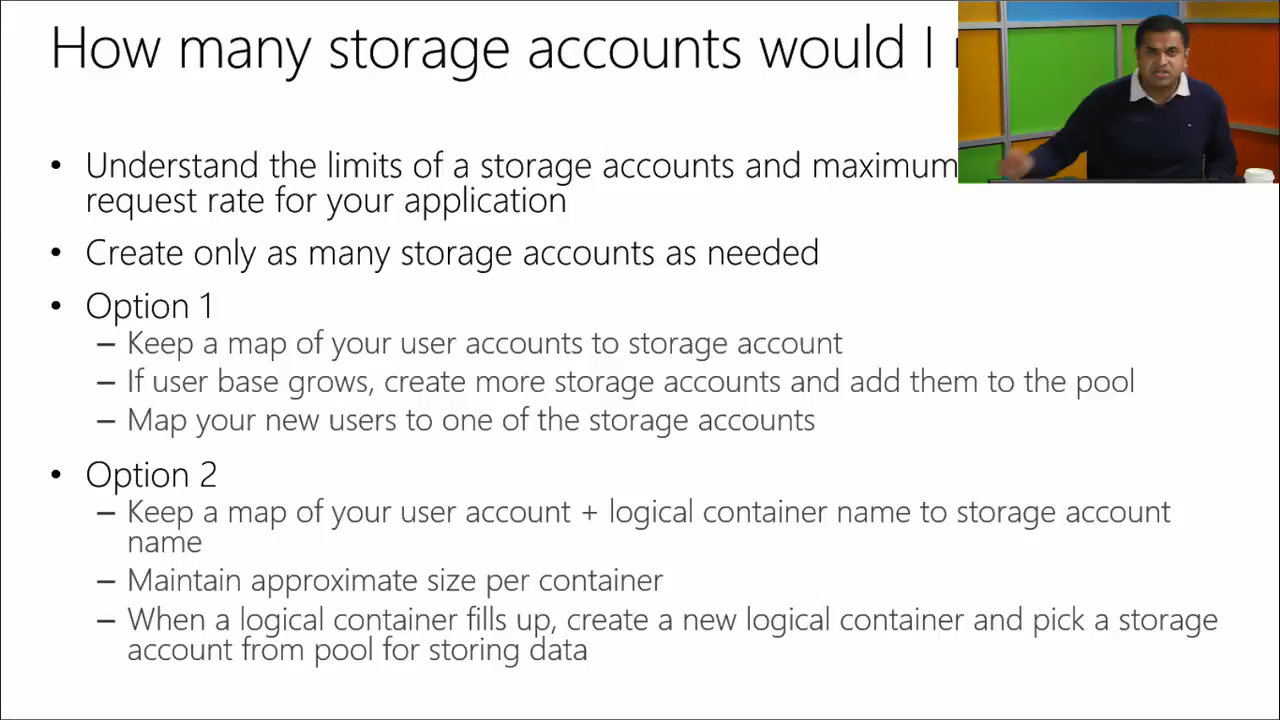 How many storage accounts would I
• Understand the limits of a storage accounts and maximum
request rate for your application
• Create only as many storage accounts as needed
• Option 1
– Keep a map of your user accounts to storage account
– If user base grows, create more storage accounts and add them to the pool
– Map your new users to one of the storage accounts
• Option 2
– Keep a map of your user account + logical container name to storage account
name
– Maintain approximate size per container
– When a logical container fills up, create a new logical container and pick a storage
account from pool for storing data